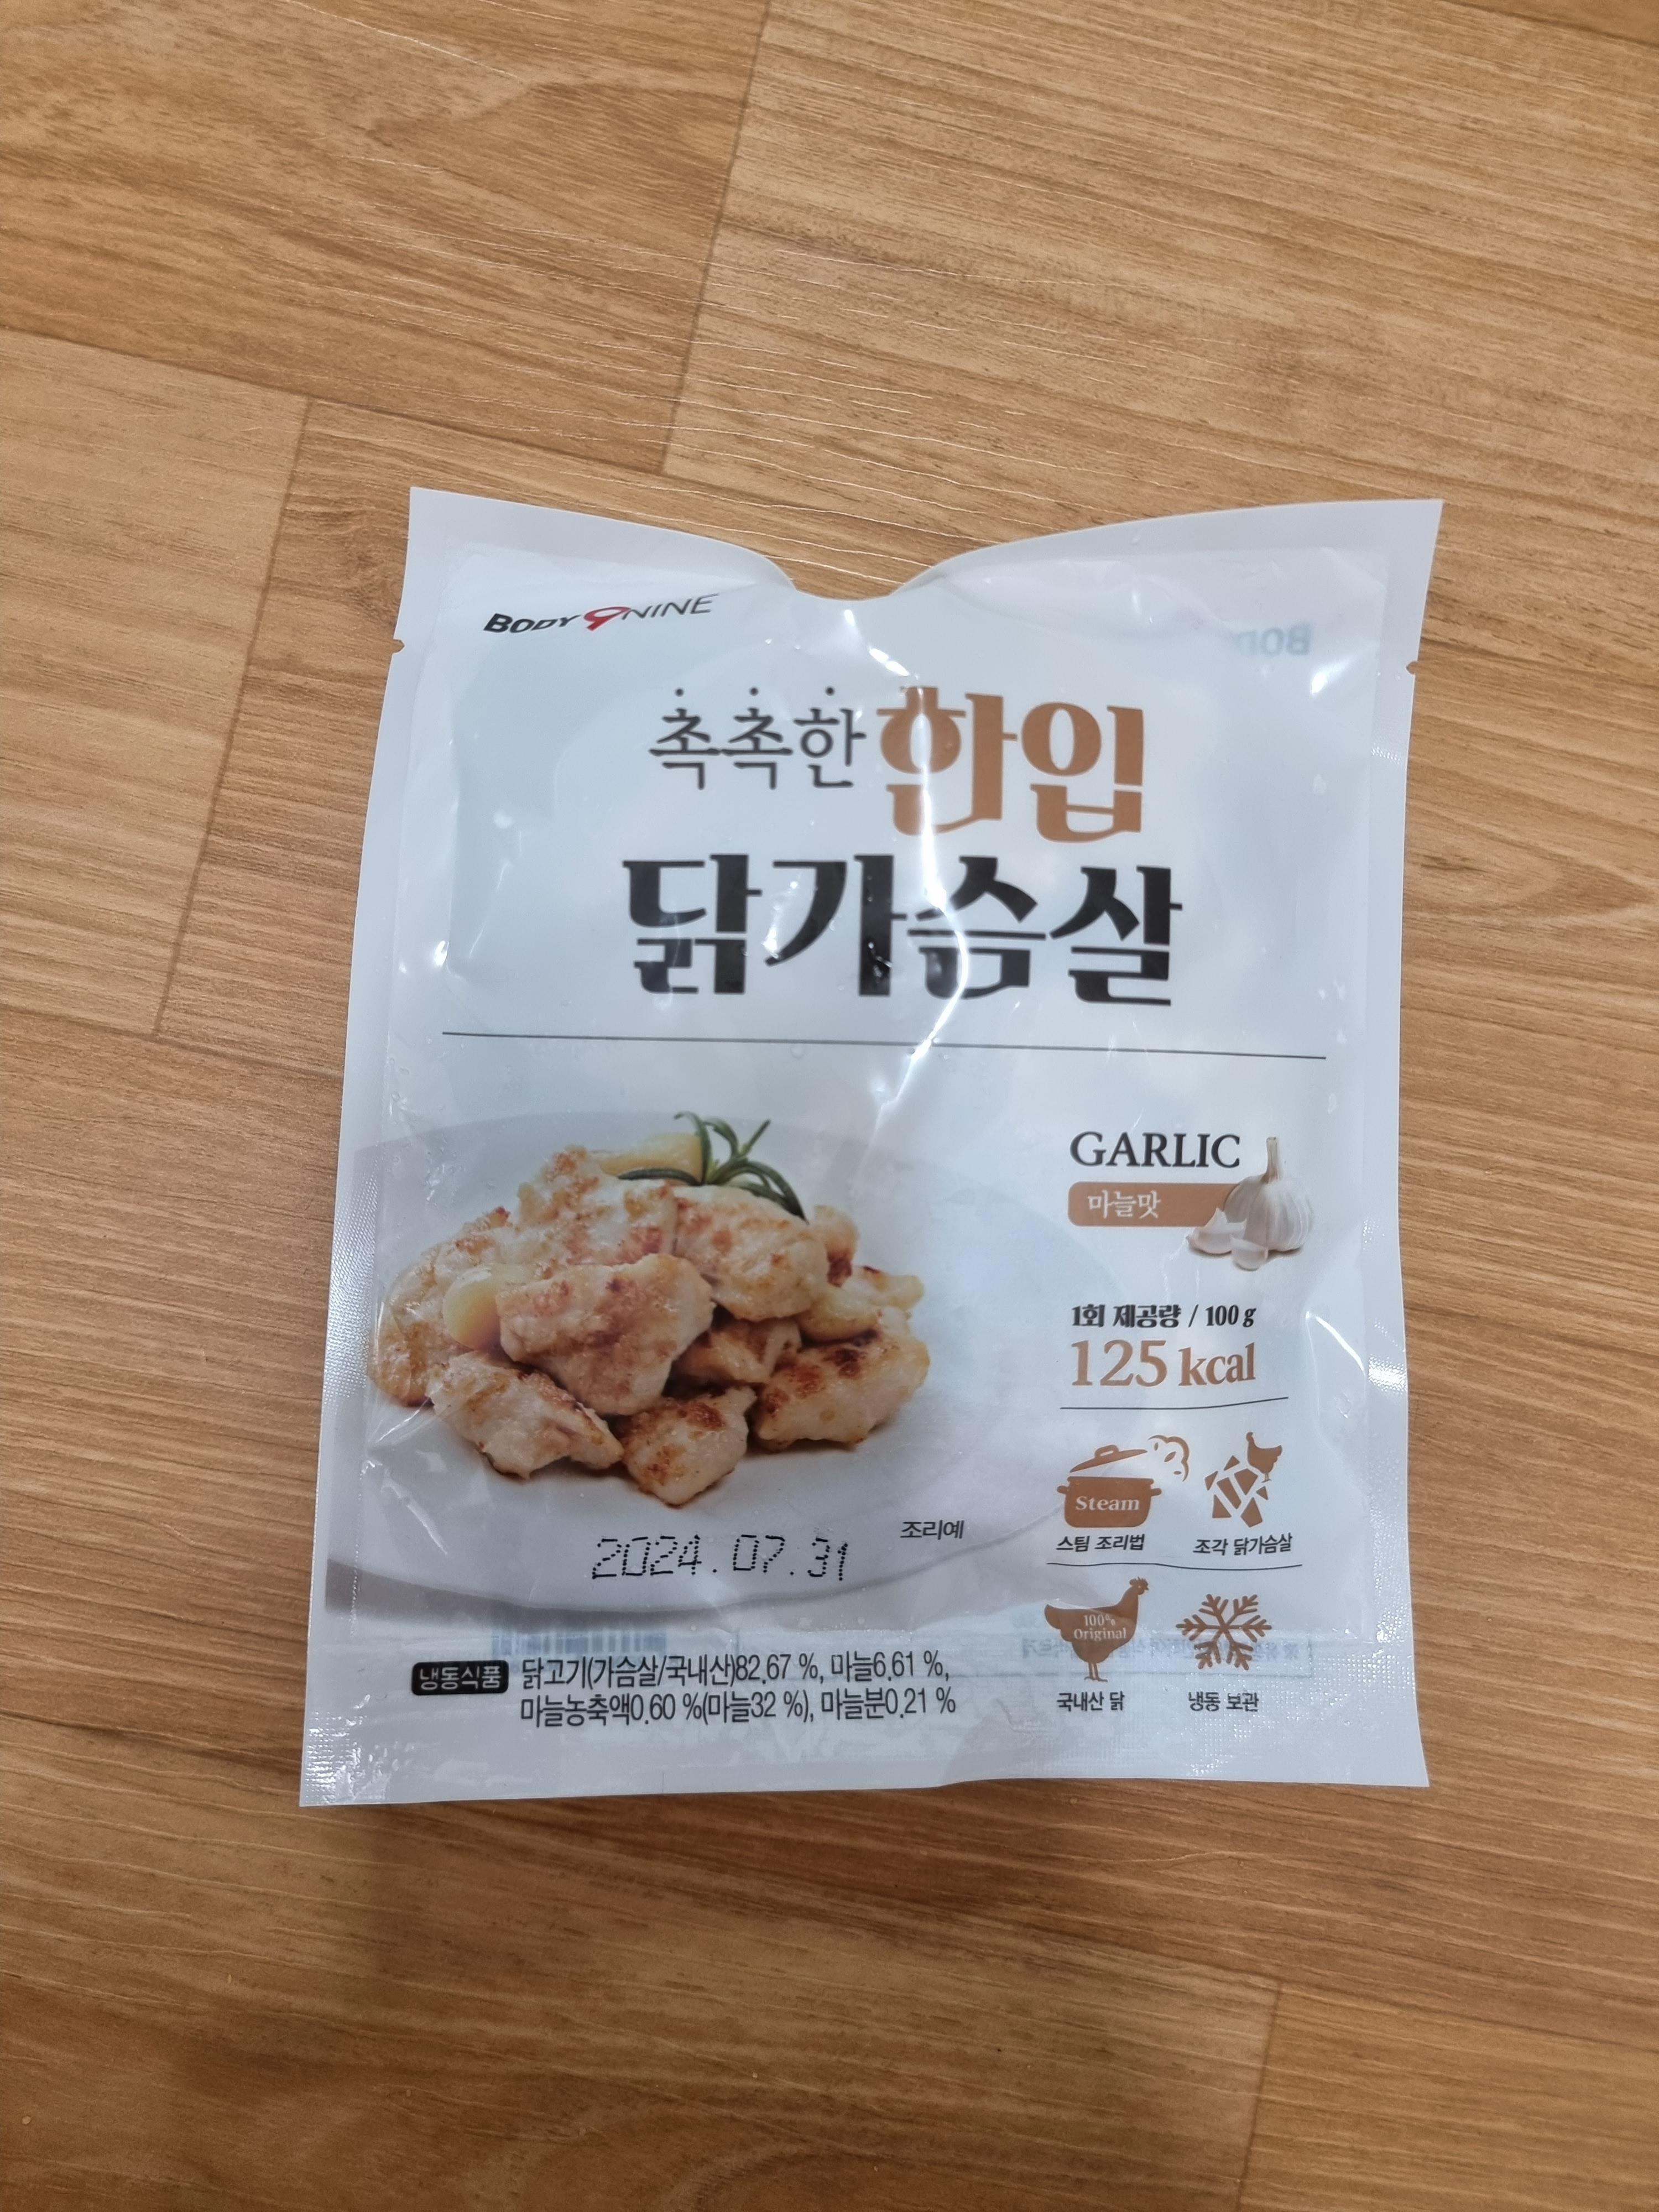 BODY 9 NINE
촉촉한 한입
닭가슴살
GARLIC
마늘맛
1회 제공량 / 100 g
125 kcal
Steam
스팀 조리법
조각 닭가슴살
조리예
2024.07.31
100% Original
국내산 닭
냉동 보관
냉동식품 닭고기(가슴살/국내산)82.67 %, 마늘6.61 %,
마늘농축액0.60 %(마늘32 %), 마늘분0.21 %